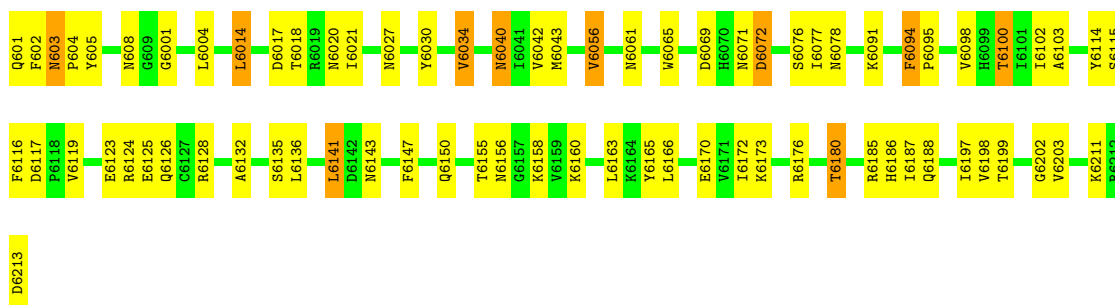 Q601 F602 N603 P604 Y605 N608 G6609 G6001 L6004 L6014 D6017 T6018 R6019 N6020 I6021 N6027 Y6030 V6034 N6040 I6041 V6042 M6043 V6056 N6061 W6065 D6069 H6070 N6071 D6072 S6076 I6077 N6078 K6091 F6094 P6095 V6098 H6099 T6100 I6101 I6102 A6103 Y6114 S6115
F6116 D6117 P6118 V6119 E6123 R6124 E6125 Q6126 C6127 R6128 A6132 S6135 L6136 L6141 D6142 N6143 F6147 Q6150 T6155 N6156 G6157 K6158 V6159 K6160 L6163 K6164 Y6165 L6166 E6170 V6171 I6172 K6173 R6176 T6180 R6185 H6186 I6187 Q6188 I6197 V6198 T6199 G6202 V6203 K6211 R6212
D6213